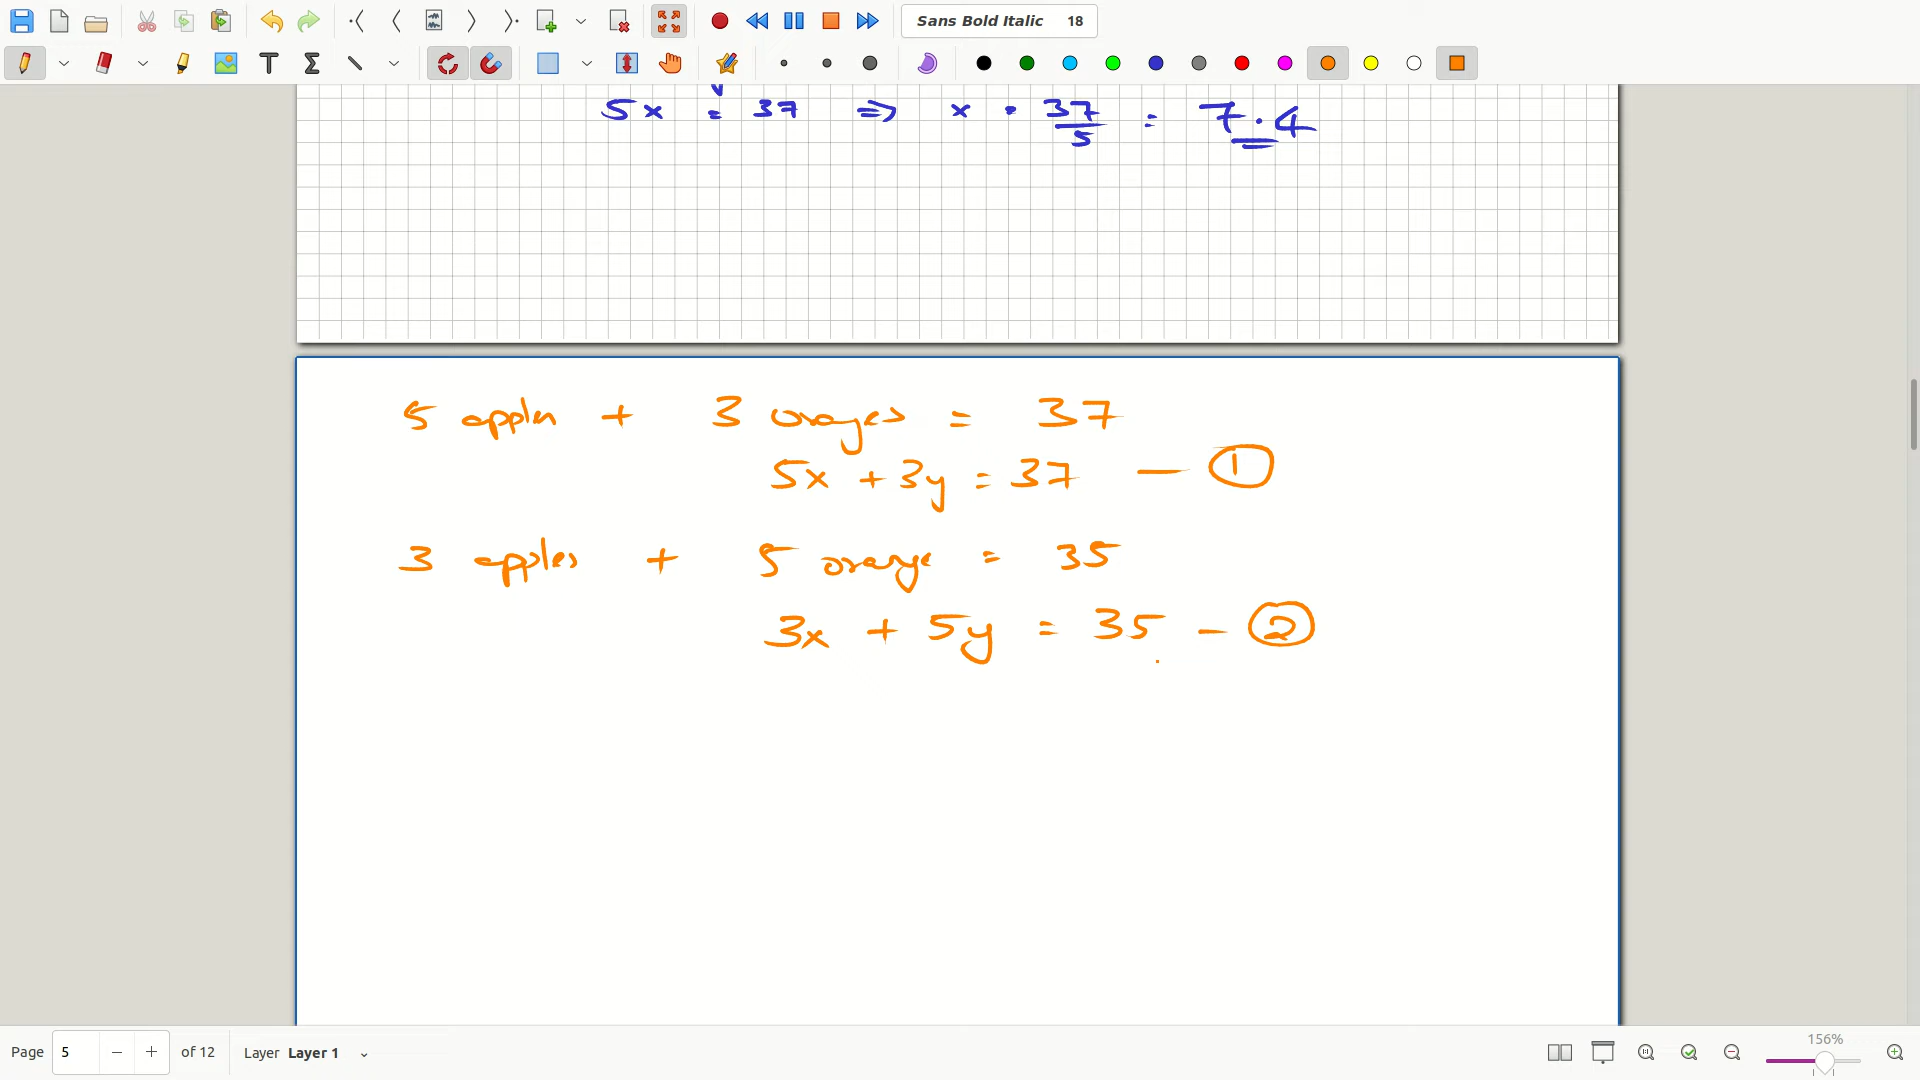 Sans Bold Italic 18
5x = 37 ⇒ x = 37/5 = 7.4
5 apples + 3 oranges = 37
5x + 3y = 37 — ①
3 apples + 5 orange = 35
3x + 5y = 35 – ②
156%
Page 5 of 12 Layer Layer 1